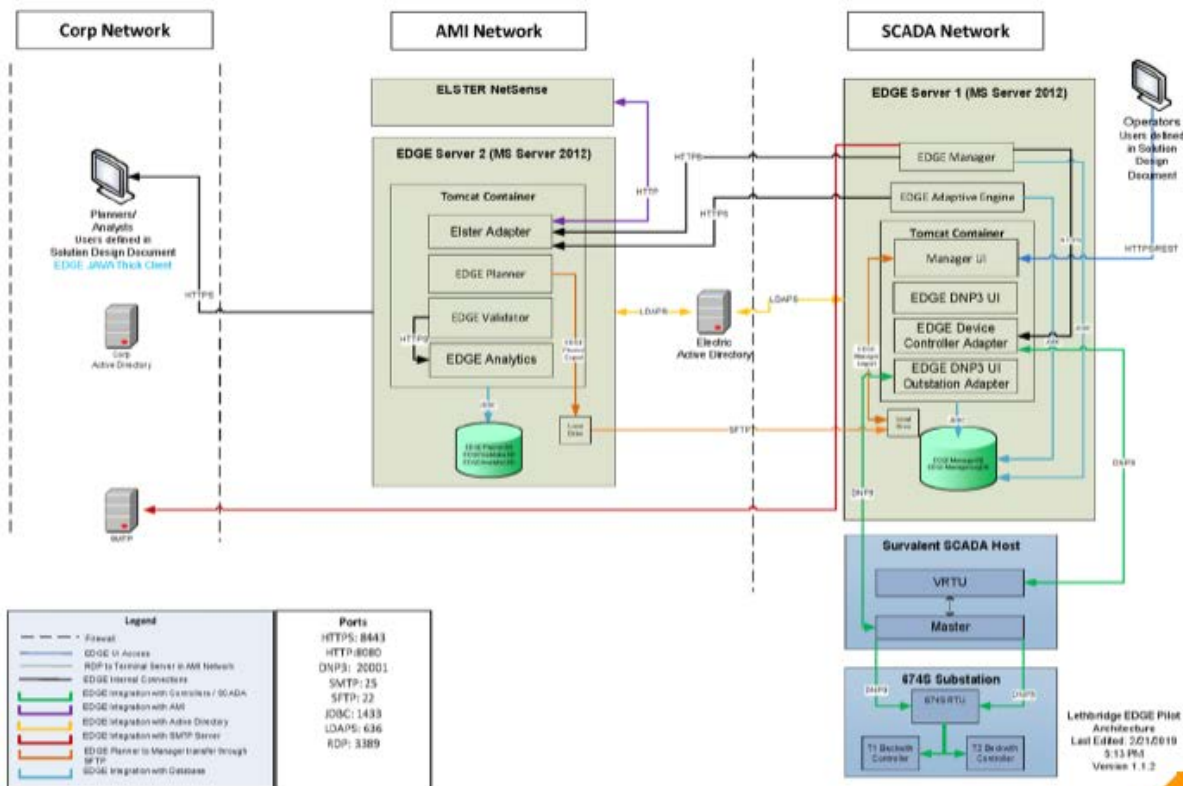 Corp Network
AMI Network
SCADA Network
ELSTER NetSense
EDGE Server 2 (MS Server 2012)
Tomcat Container
Elster Adapter
EDGE Planner
EDGE Validator
EDGE Analytics
HTTPS
HTTP
HTTPS
HTTPS
HTTPS
LDAPS
LDAPS
SFTP
Planners/
Analysts
Users defined in
Solution Design Document
EDGE JAVA Thick Client
Corp
Active Directory
SMTP
Electric
Active Directory
EDGE Server 1 (MS Server 2012)
EDGE Manager
EDGE Adaptive Engine
Tomcat Container
Manager UI
EDGE DNP3 UI
EDGE Device
Controller Adapter
EDGE DNP3 UI
Outstation Adapter
Local
Drive
Operators
Users defined
in Solution
Design
Document
HTTPS/REST
DNP3
DNP3
Survalent SCADA Host
VRTU
Master
DNP3
DNP3
674S Substation
674S RTU
T1 Beckwith
Controller
T2 Beckwith
Controller
Lethbridge EDGE Pilot
Architecture
Last Edited: 2/21/2019
5:13 PM
Version 1.1.2
Legend
Firewall
EDGE UI Access
RDP to Terminal Server in AMI Network
EDGE Internal Connections
EDGE Integration with Controllers / SCADA
EDGE Integration with AMI
EDGE Integration with Active Directory
EDGE Integration with SMTP Server
EDGE Planner to Manager transfer through
SFTP
EDGE Integration with Database
Ports
HTTPS: 8443
HTTP:8080
DNP3: 20001
SMTP: 25
SFTP: 22
JDBC: 1433
LDAPS: 636
RDP: 3389